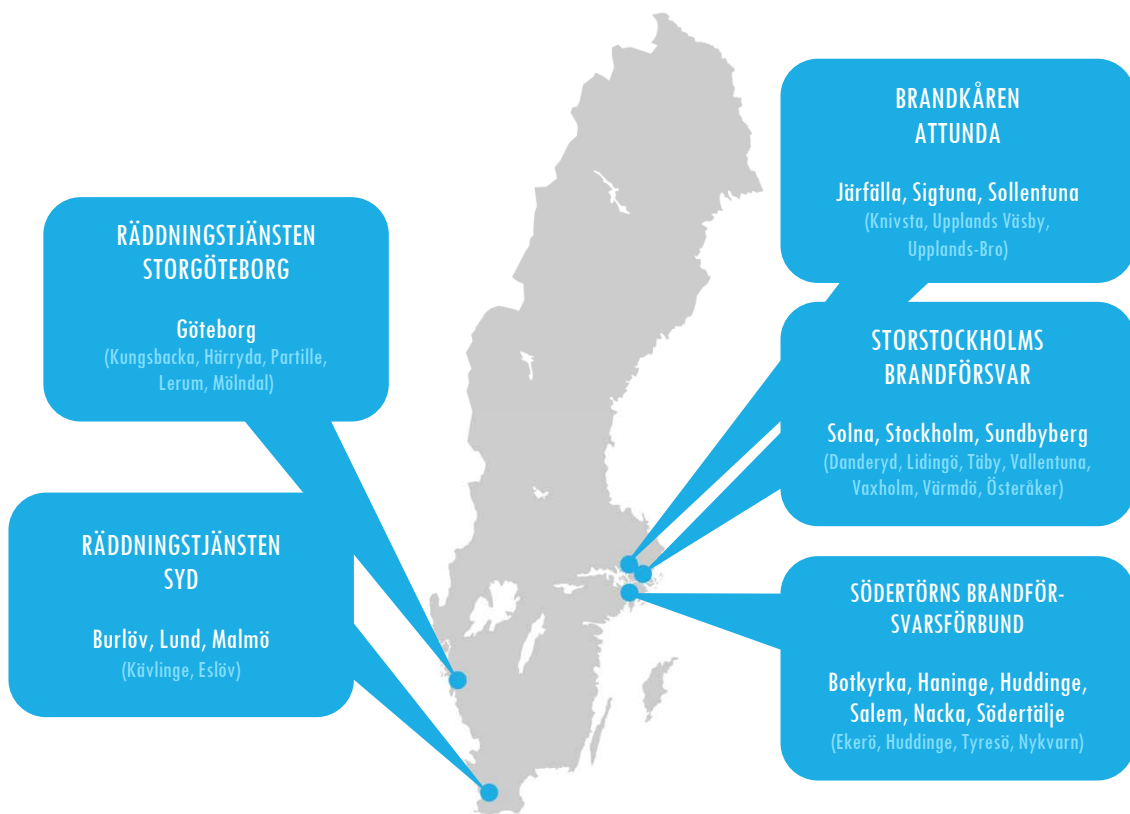 BRANDKÅREN
ATTUNDA
Järfälla, Sigtuna, Sollentuna
(Knivsta, Upplands Väsby,
Upplands-Bro)
RÄDDNINGSTJÄNSTEN
STORGÖTEBORG
Göteborg
(Kungsbacka, Härryda, Partille,
Lerum, Mölndal)
STORSTOCKHOLMS
BRANDFÖRSVAR
Solna, Stockholm, Sundbyberg
(Danderyd, Lidingö, Täby, Vallentuna,
Vaxholm, Värmdö, Österåker)
RÄDDNINGSTJÄNSTEN
SYD
Burlöv, Lund, Malmö
(Kävlinge, Eslöv)
SÖDERTÖRNS BRANDFÖR-
SVARSFÖRBUND
Botkyrka, Haninge, Huddinge,
Salem, Nacka, Södertälje
(Ekerö, Huddinge, Tyresö, Nykvarn)